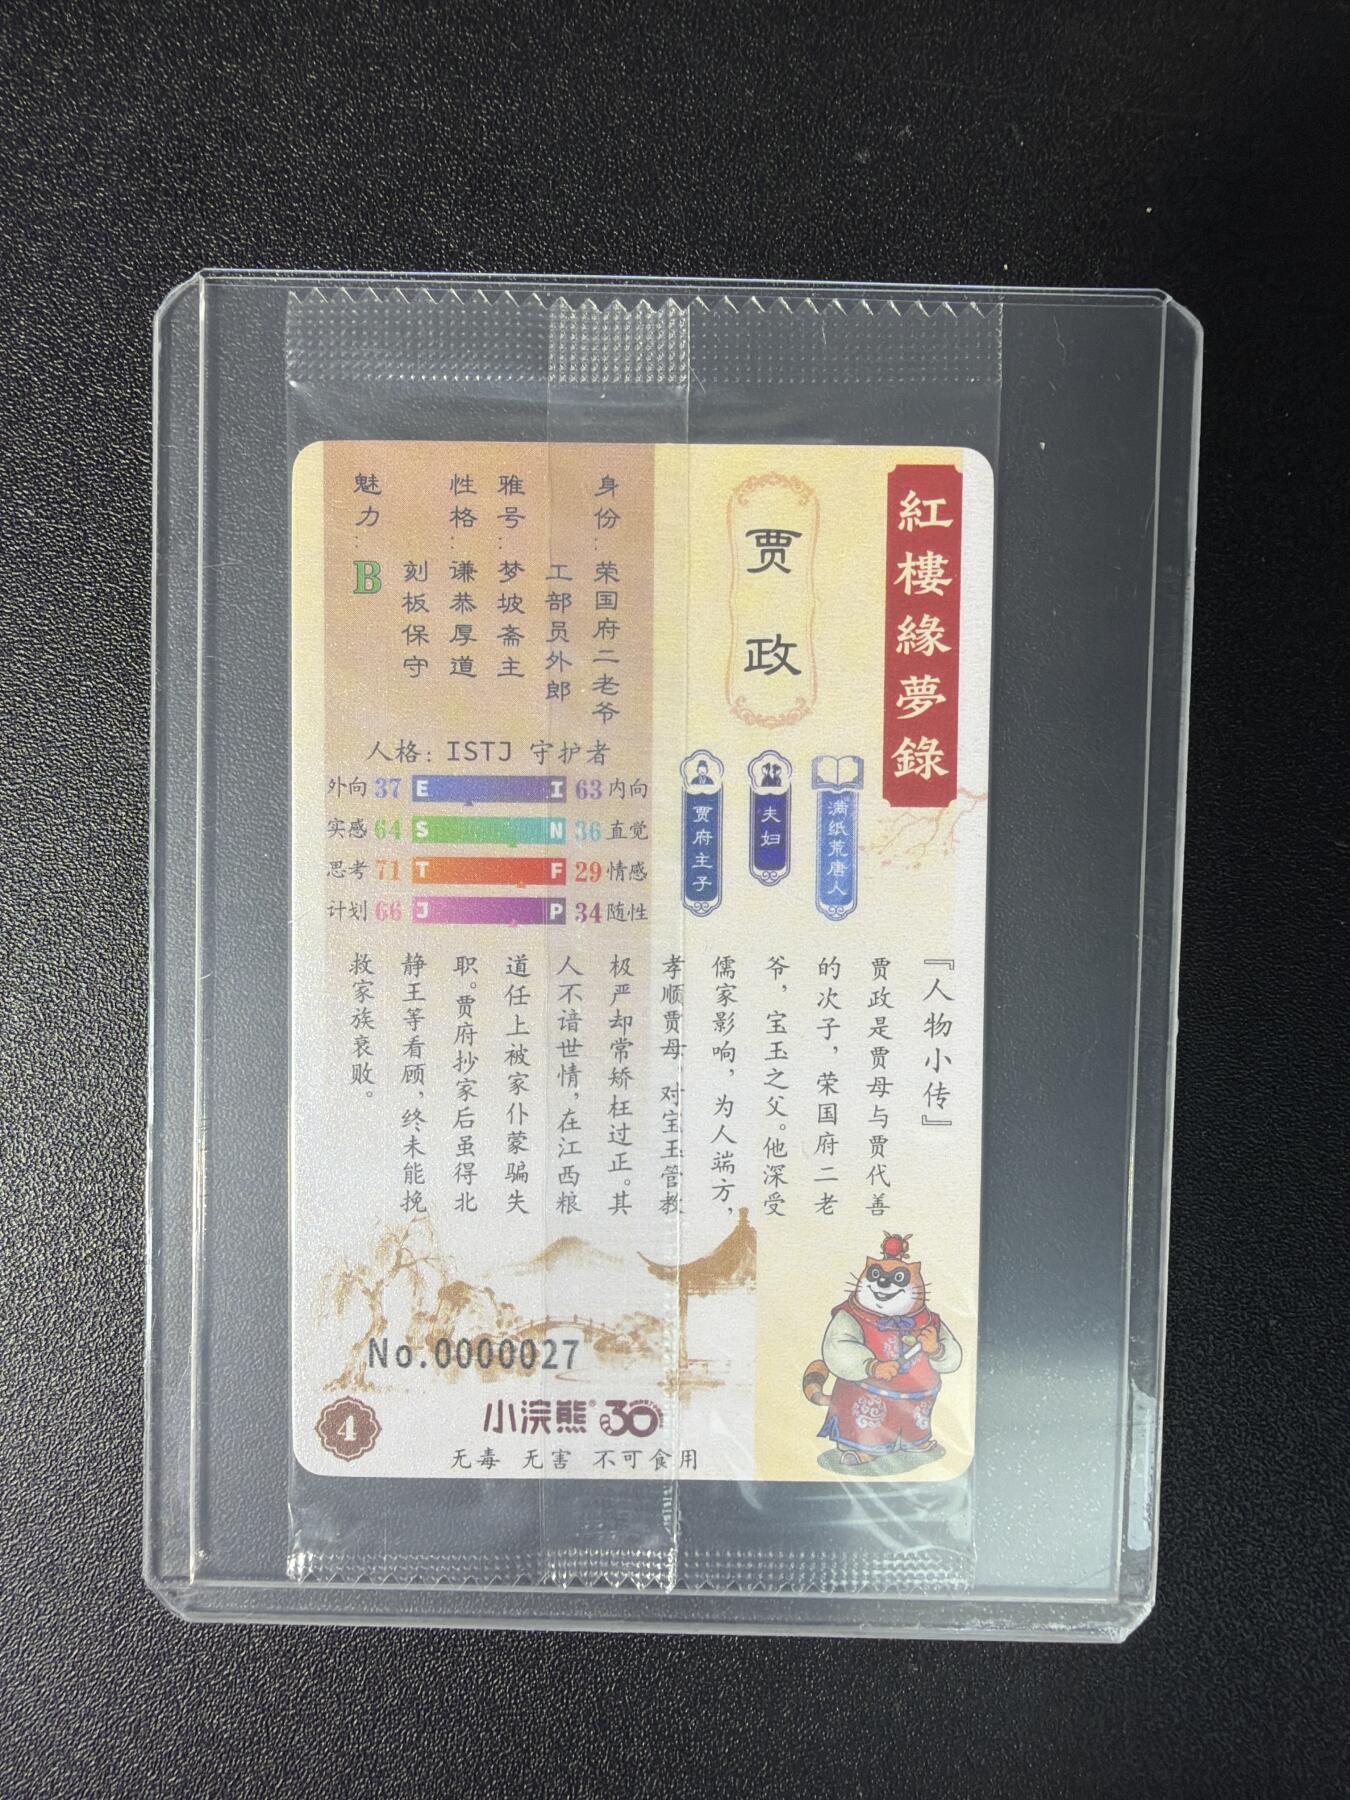 紅樓緣夢錄
贾政
满纸荒唐人
夫妇
贾府主子
身份：荣国府二老爷
工部员外郎
雅号：梦坡斋主
性格：谦恭厚道
刻板保守
魅力：B
人格：ISTJ 守护者
外向 37 E I 63 内向
实感 64 S N 36 直觉
思考 71 T F 29 情感
计划 66 J P 34 随性
『人物小传』
贾政是贾母与贾代善
的次子，荣国府二老
爷，宝玉之父。他深受
儒家影响，为人端方，
孝顺贾母 对宝玉管教
极严却常矫枉过正。其
人不谙世情，在江西粮
道任上被家仆蒙骗失
职。贾府抄家后虽得北
静王等看顾，终未能挽
救家族衰败。
No.0000027
4
小浣熊® 30
无毒 无害 不可食用